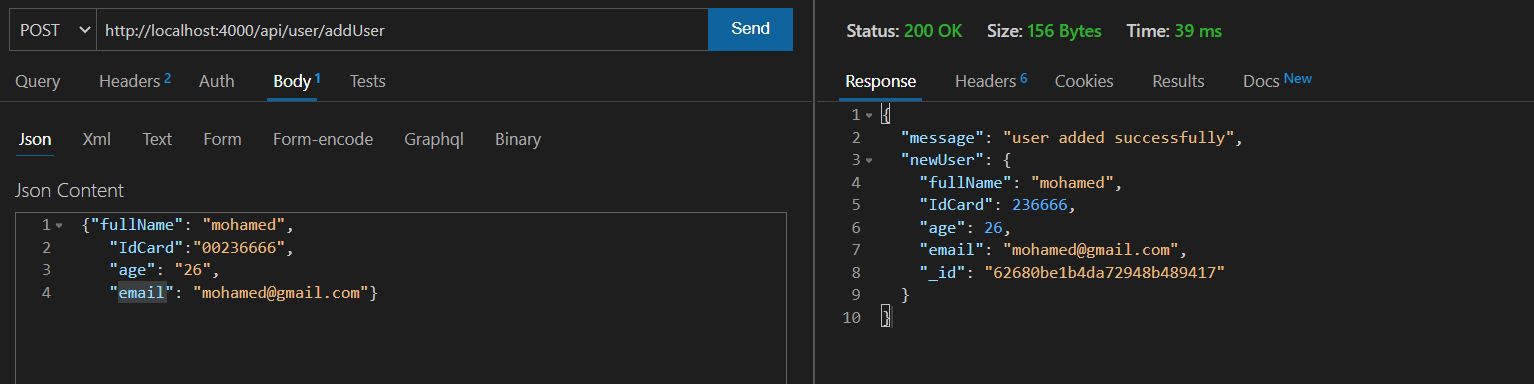 POST http://localhost:4000/api/user/addUser Send
Query Headers 2 Auth Body 1 Tests
Json Xml Text Form Form-encode Graphql Binary
Json Content
1 {"fullName": "mohamed",
2 "IdCard":"00236666",
3 "age": "26",
4 "email": "mohamed@gmail.com"}
Status: 200 OK Size: 156 Bytes Time: 39 ms
Response Headers 6 Cookies Results Docs New
1 {
2 "message": "user added successfully",
3 "newUser": {
4 "fullName": "mohamed",
5 "IdCard": 236666,
6 "age": 26,
7 "email": "mohamed@gmail.com",
8 "_id": "62680be1b4da72948b489417"
9 }
10 }